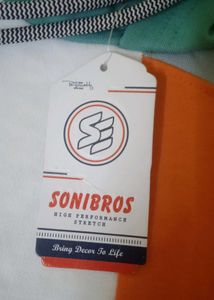 SONIBROS
HIGH PERFORMANCE
STRETCH
Bring Decor To Life